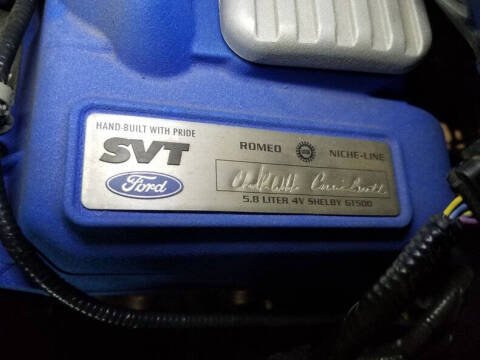 HAND-BUILT WITH PRIDE
SVT
Ford
ROMEO NICHE-LINE
5.8 LITER 4V SHELBY GT500